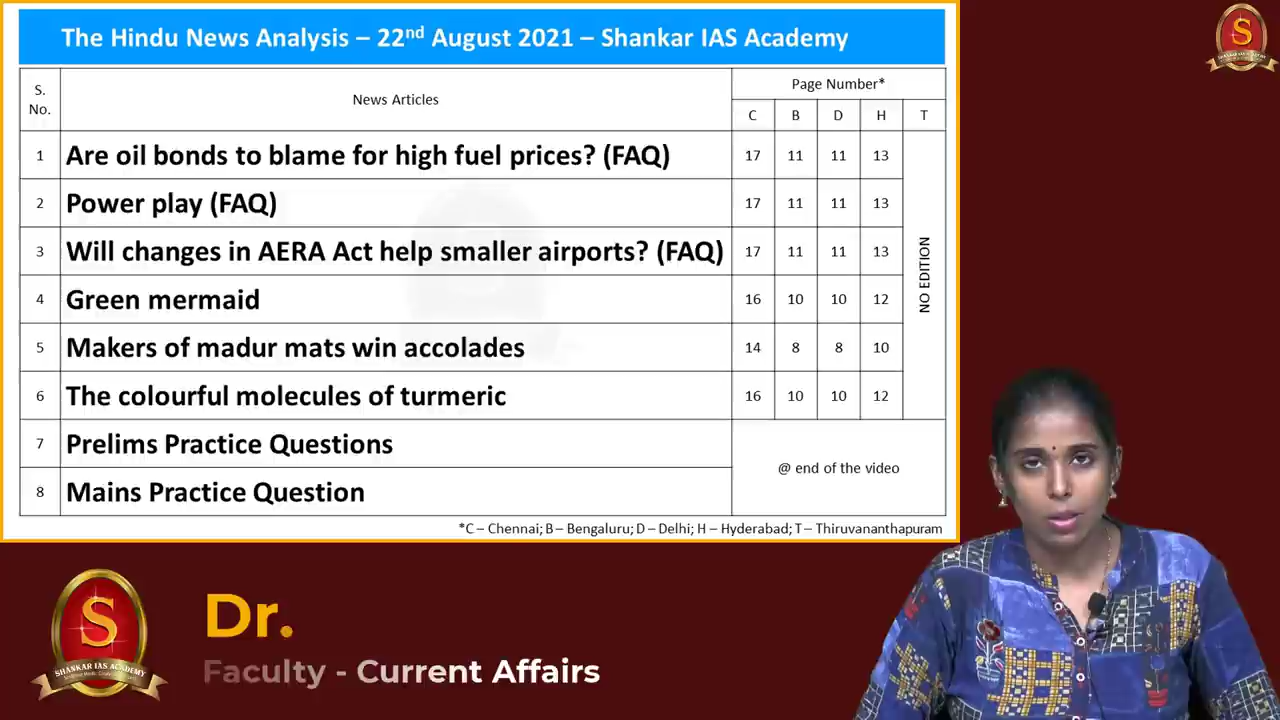 The Hindu News Analysis – 22nd August 2021 – Shankar IAS Academy
S. No. News Articles Page Number*
C B D H T
1 Are oil bonds to blame for high fuel prices? (FAQ) 17 11 11 13
2 Power play (FAQ) 17 11 11 13
3 Will changes in AERA Act help smaller airports? (FAQ) 17 11 11 13
NO EDITION
4 Green mermaid 16 10 10 12
5 Makers of madur mats win accolades 14 8 8 10
6 The colourful molecules of turmeric 16 10 10 12
7 Prelims Practice Questions
@ end of the video
8 Mains Practice Question
*C – Chennai; B – Bengaluru; D – Delhi; H – Hyderabad; T – Thiruvananthapuram
S
S
SHANKAR IAS ACADEMY
Dr.
Faculty - Current Affairs